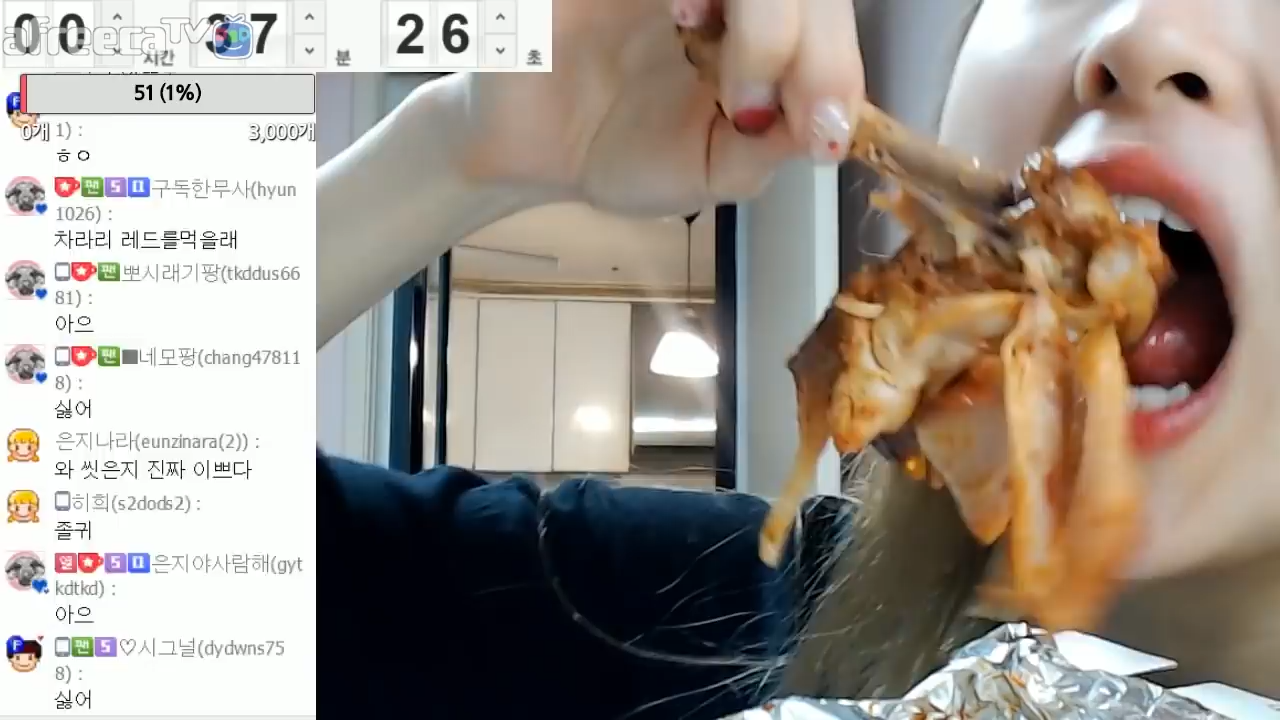 00 시간 37 분 26 초
afreecaTV
51 (1%)
0개 3,000개
1) :
ㅎㅇ
팬 S 구독한무사(hyun
1026) :
차라리 레드를먹을래
팬 뽀시래기팡(tkddus66
81) :
아으
팬 ■네모팡(chang47811
8) :
싫어
은지나라(eunzinara(2)) :
와 씻은지 진짜 이쁘다
히희(s2dods2) :
졸귀
열 S 은지야사람해(gyt
kdtkd) :
아으
팬 S ♡시그널(dydwns75
8) :
싫어